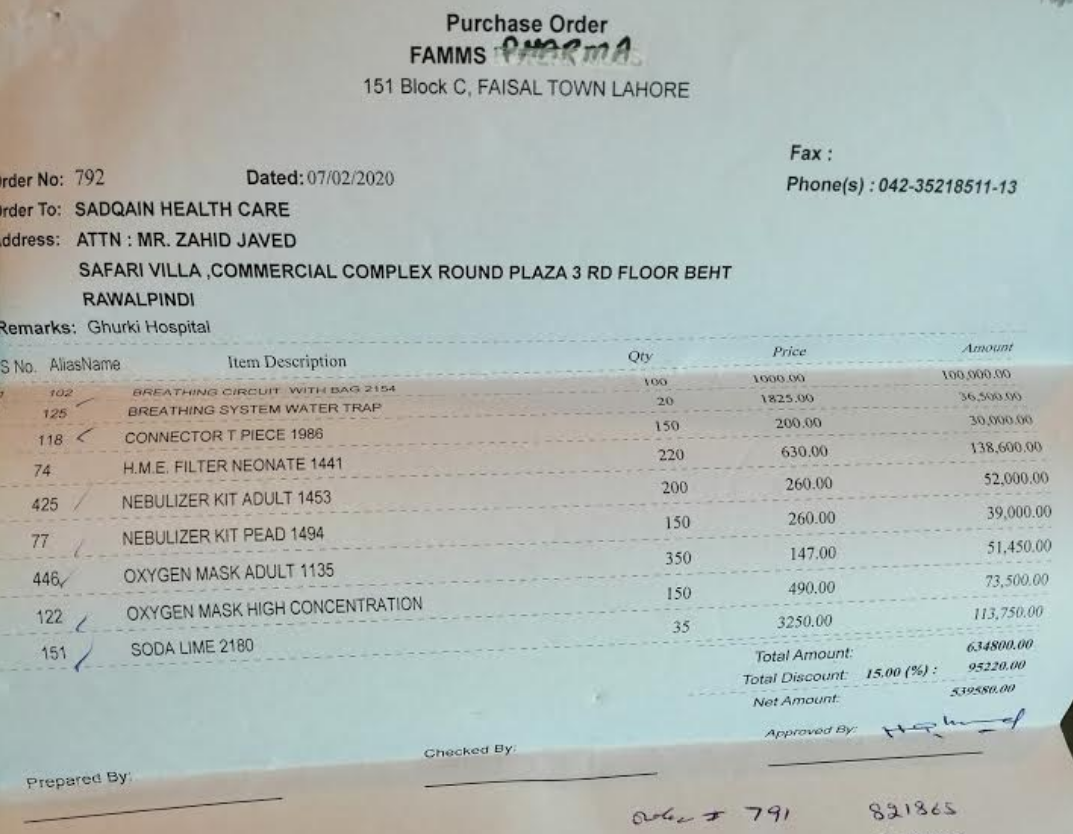 Purchase Order
FAMMS PHARMA
151 Block C, FAISAL TOWN LAHORE
Fax :
rder No: 792 Dated: 07/02/2020
Phone(s) : 042-35218511-13
rder To: SADQAIN HEALTH CARE
ddress: ATTN : MR. ZAHID JAVED
SAFARI VILLA ,COMMERCIAL COMPLEX ROUND PLAZA 3 RD FLOOR BEHT
RAWALPINDI
Remarks: Ghurki Hospital
S No. AliasName Item Description Qty Price Amount
102 BREATHING CIRCUIT WITH BAG 2154 100 1000.00 100,000.00
125 BREATHING SYSTEM WATER TRAP 20 1825.00 36,500.00
118 CONNECTOR T PIECE 1986 150 200.00 30,000.00
74 H.M.E. FILTER NEONATE 1441 220 630.00 138,600.00
425 NEBULIZER KIT ADULT 1453 200 260.00 52,000.00
77 NEBULIZER KIT PEAD 1494 150 260.00 39,000.00
446 OXYGEN MASK ADULT 1135 350 147.00 51,450.00
122 OXYGEN MASK HIGH CONCENTRATION 150 490.00 73,500.00
151 SODA LIME 2180 35 3250.00 113,750.00
Total Amount: 634800.00
Total Discount: 15.00 (%) : 95220.00
Net Amount: 539580.00
Approved By:
Checked By:
Prepared By:
Order # 791 821865